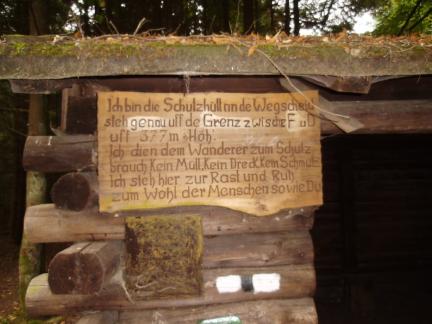 Ich bin die Schutzhütt an de Wegscheid
steh genau uff de Grenz zwisch F u D
uff 377 m Höh.
Ich dien dem Wanderer zum Schutz
brauch Kein Müll, Kein Dreck, Kein Schmutz
Ich steh hier zur Rast und Ruh
zum Wohl der Menschen so wie Du